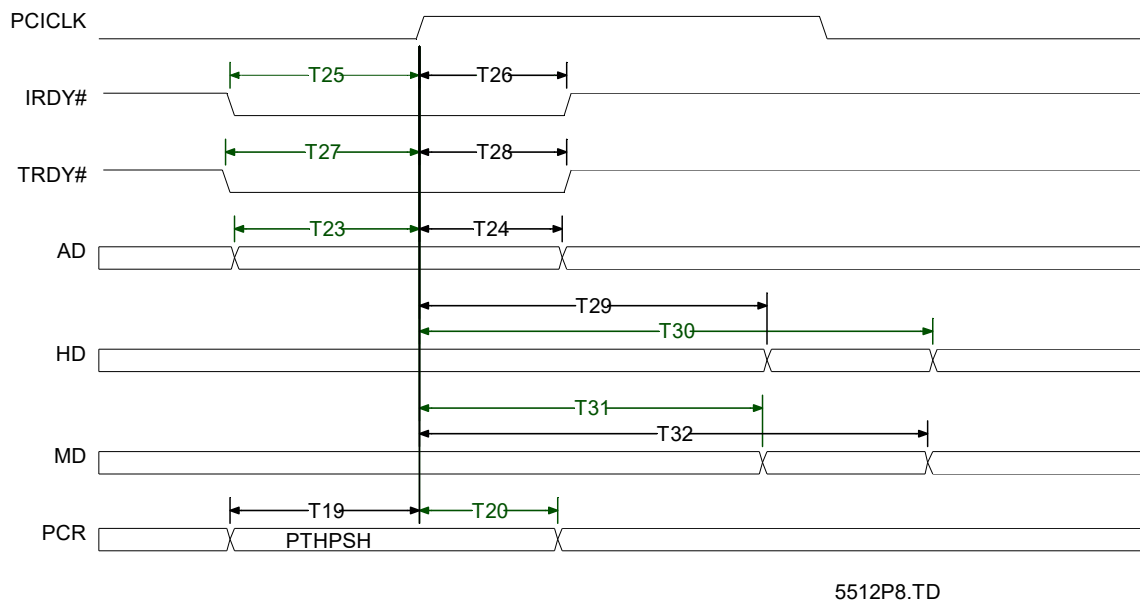 PCICLK
T25 T26
IRDY#
T27 T28
TRDY#
T23 T24
AD
T29
T30
HD
T31
T32
MD
T19 T20
PCR
PTHPSH
5512P8.TD